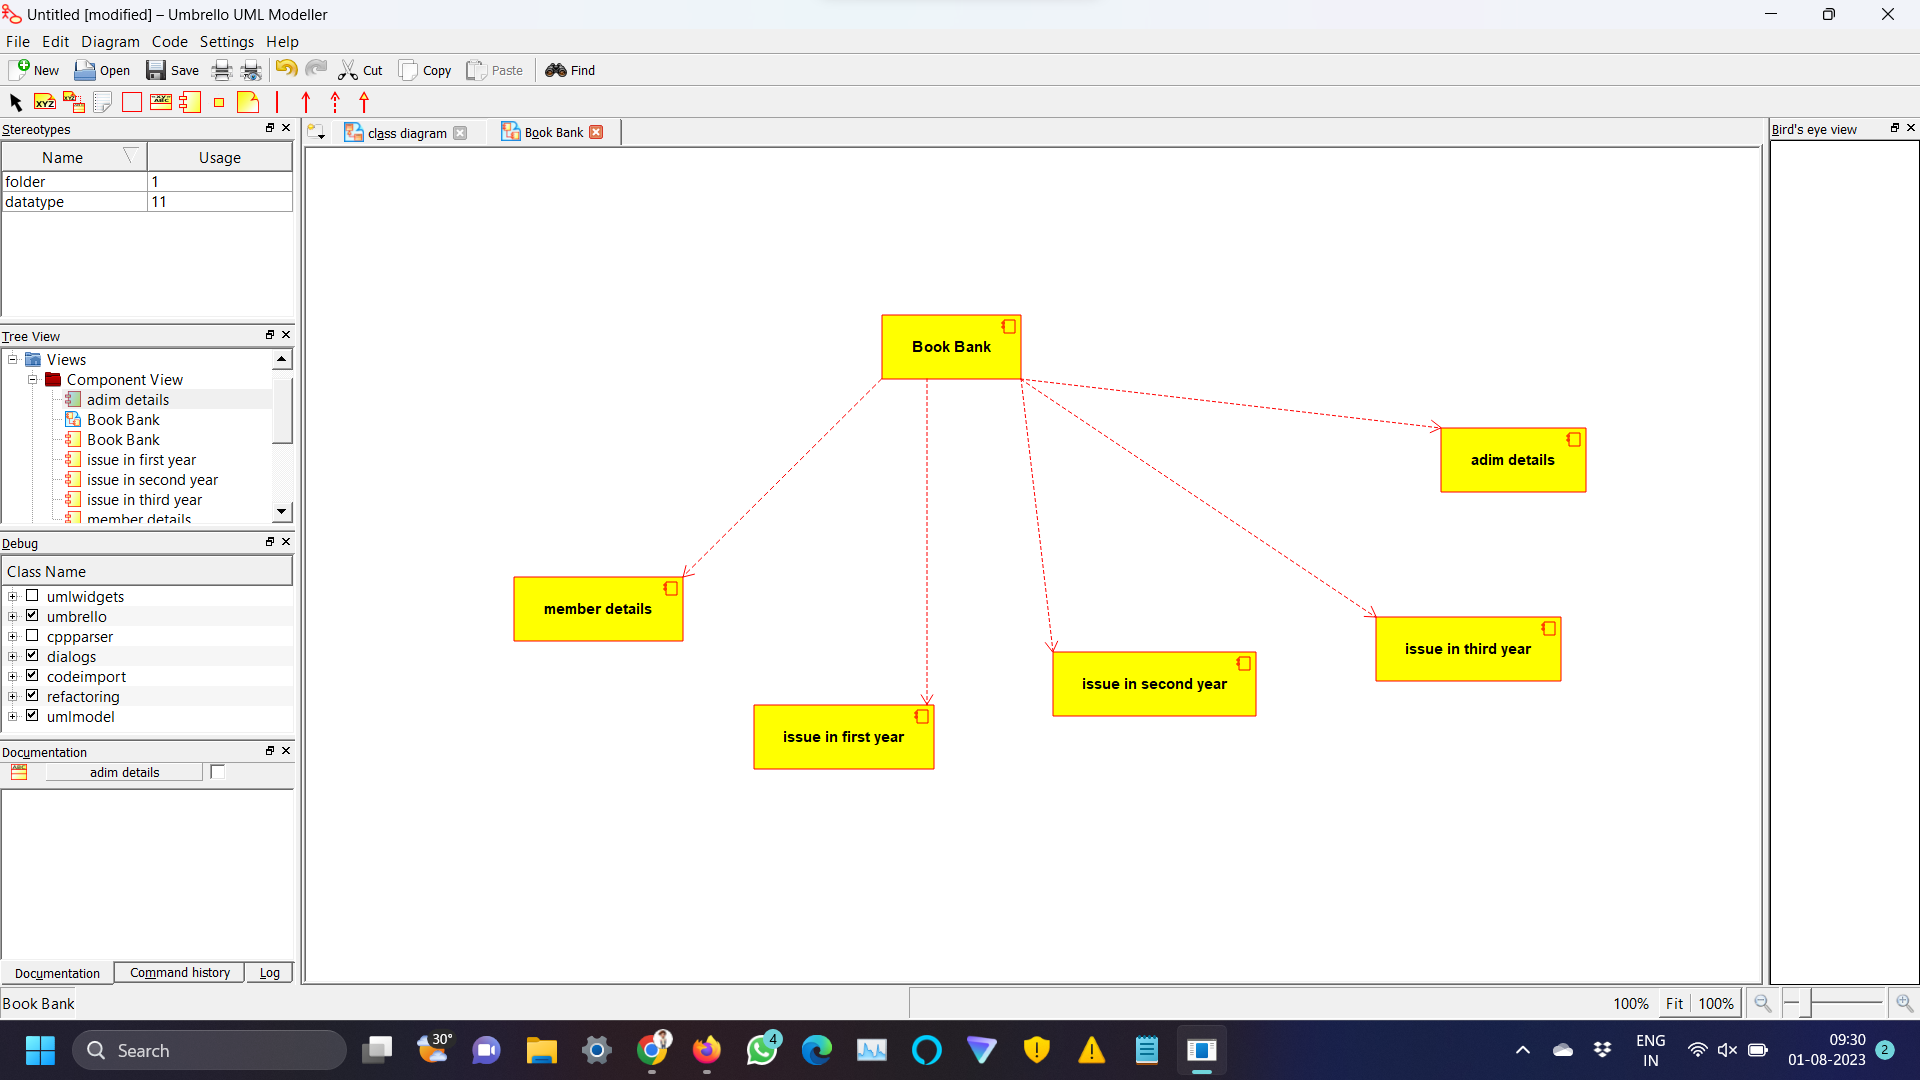 Untitled [modified] – Umbrello UML Modeller
File Edit Diagram Code Settings Help
New Open Save Cut Copy Paste Find
XYZ XYZ ABC
Stereotypes
Name Usage
folder 1
datatype 11
Tree View
Views
Component View
adim details
Book Bank
Book Bank
issue in first year
issue in second year
issue in third year
member details
Debug
Class Name
umlwidgets
umbrello
cppparser
dialogs
codeimport
refactoring
umlmodel
Documentation
adim details
Documentation Command history Log
class diagram Book Bank
Book Bank
adim details
member details
issue in third year
issue in second year
issue in first year
Bird's eye view
Book Bank
100% Fit 100%
Search
30°
4
ENG
IN
09:30
01-08-2023
2